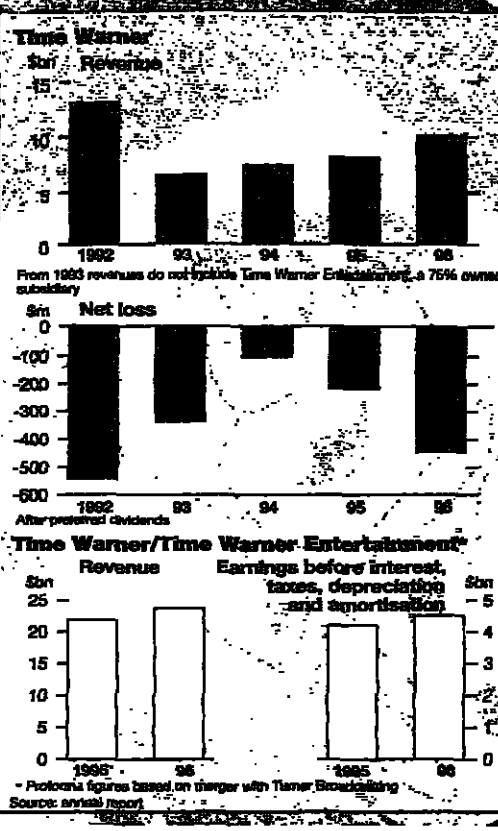 Time Warner
$bn Revenue
15
10
5
0
1992 93 94 95 96
From 1993 revenues do not include Time Warner Entertainment, a 75% owned
subsidiary
$m Net loss
0
-100
-200
-300
-400
-500
-600
1992 93 94 95 96
After preferred dividends
Time Warner/Time Warner Entertainment*
Revenue
$bn
25
20
15
10
5
0
1995 96
Earnings before interest,
taxes, depreciation
and amortisation
$bn
5
4
3
2
1
0
1995 96
* Proforma figures based on merger with Turner Broadcasting
Source: annual report